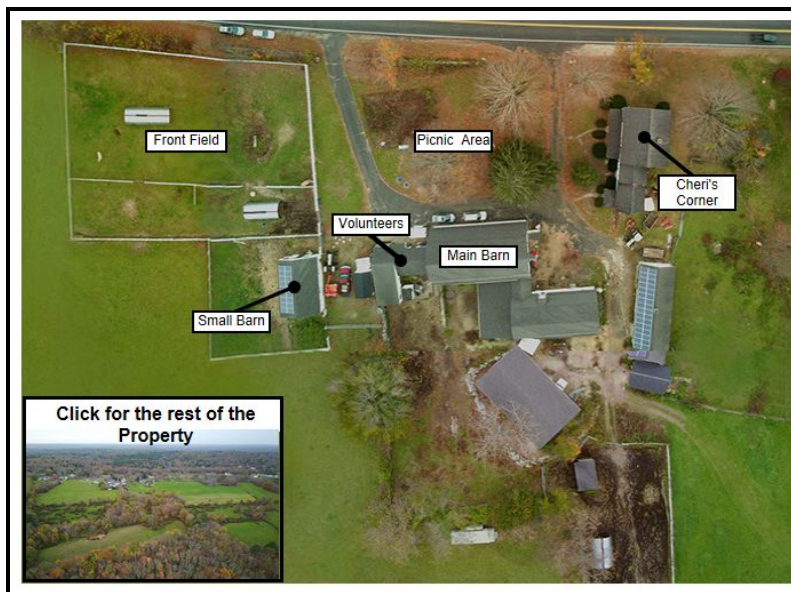 Front Field
Picnic Area
Cheri's
Corner
Volunteers
Main Barn
Small Barn
Click for the rest of the
Property